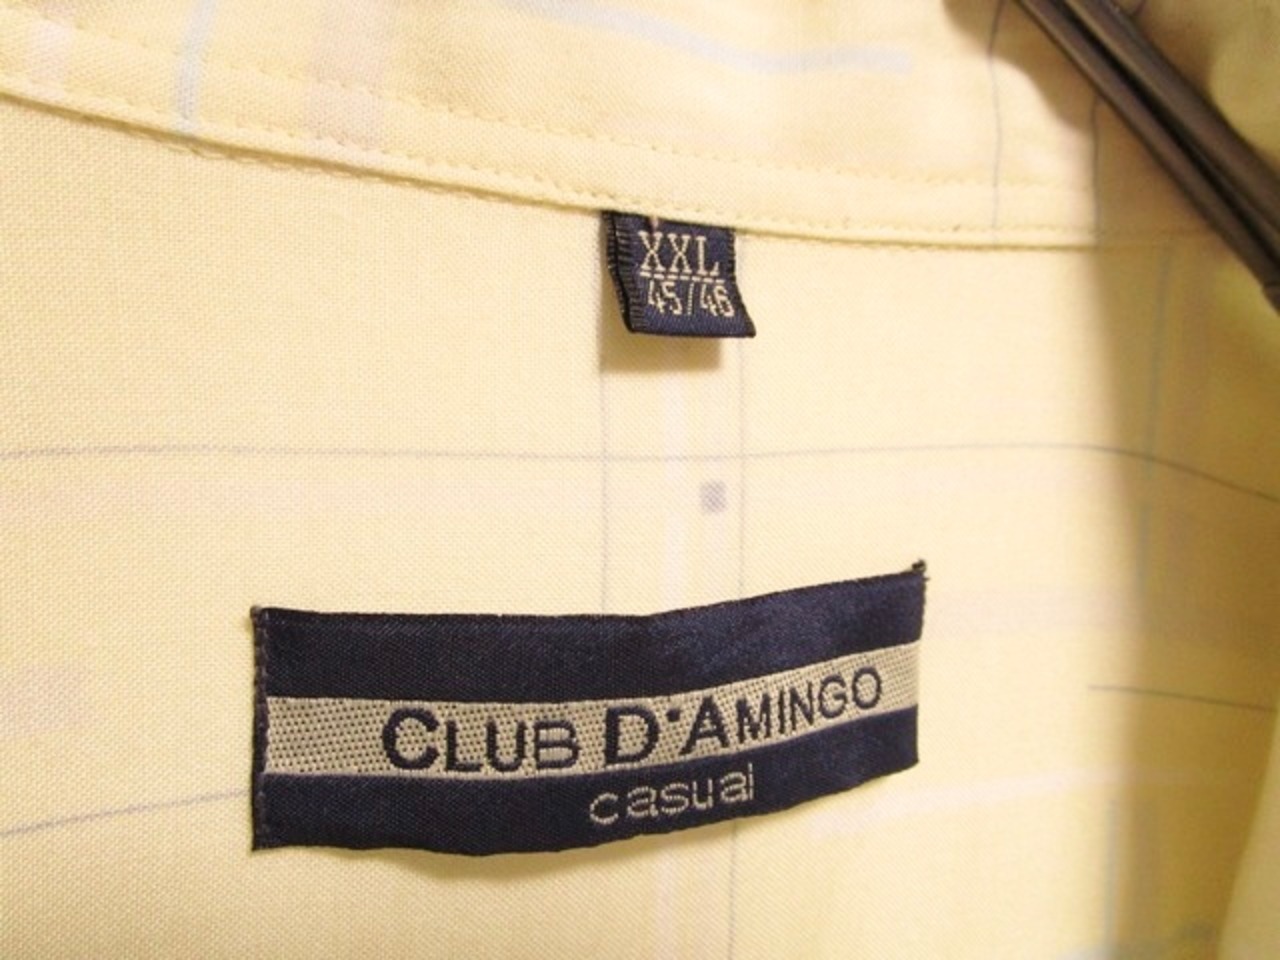 XXL
45/46
CLUB D'AMINGO
casual